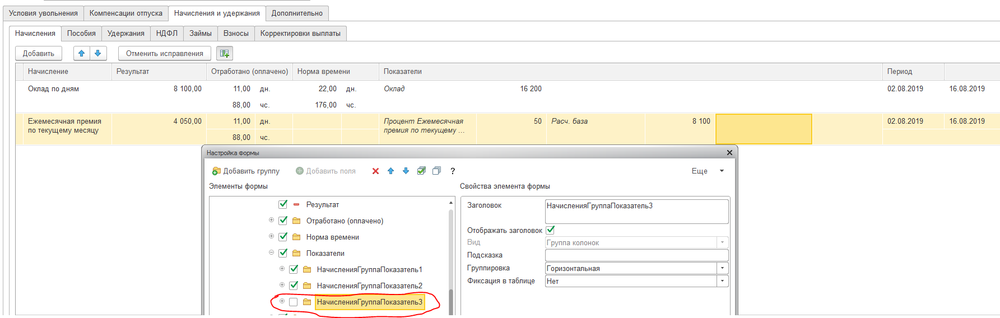 Условия увольнения Компенсации отпуска Начисления и удержания Дополнительно
Начисления Пособия Удержания НДФЛ Займы Взносы Корректировки выплаты
Добавить Отменить исправления
Начисление Результат Отработано (оплачено) Норма времени Показатели Период
Оклад по дням 8 100,00 11,00 дн. 22,00 дн. Оклад 16 200 02.08.2019 16.08.2019
88,00 чс. 176,00 чс.
Ежемесячная премия 4 050,00 11,00 дн. Процент Ежемесячная 50 Расч. база 8 100 02.08.2019 16.08.2019
по текущему месяцу премия по текущему ...
88,00 чс.
Настройка формы
Добавить группу Добавить поля ? Еще
Элементы формы Свойства элемента формы
Результат
Отработано (оплачено)
Норма времени
Показатели
НачисленияГруппаПоказатель1
НачисленияГруппаПоказатель2
НачисленияГруппаПоказатель3
Заголовок НачисленияГруппаПоказатель3
Отображать заголовок
Вид Группа колонок
Подсказка
Группировка Горизонтальная
Фиксация в таблице Нет